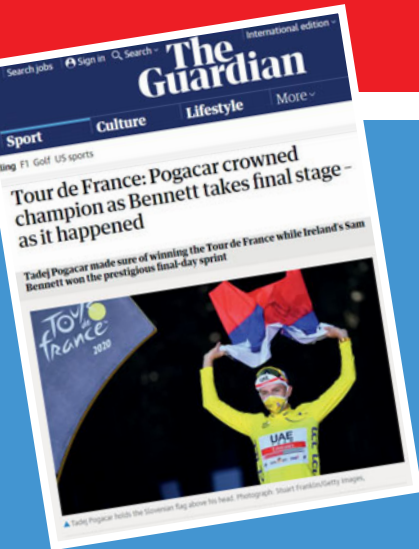 International edition
Search jobs Sign in Search
The
Guardian
Sport Culture Lifestyle More
ling F1 Golf US sports
Tour de France: Pogacar crowned
champion as Bennett takes final stage –
as it happened
Tadej Pogacar made sure of winning the Tour de France while Ireland's Sam
Bennett won the prestigious final-day sprint
TOUR
de
france
2020
UAE
Emirates
Tadej Pogacar holds the Slovenian flag above his head. Photograph: Stuart Franklin/Getty Images.